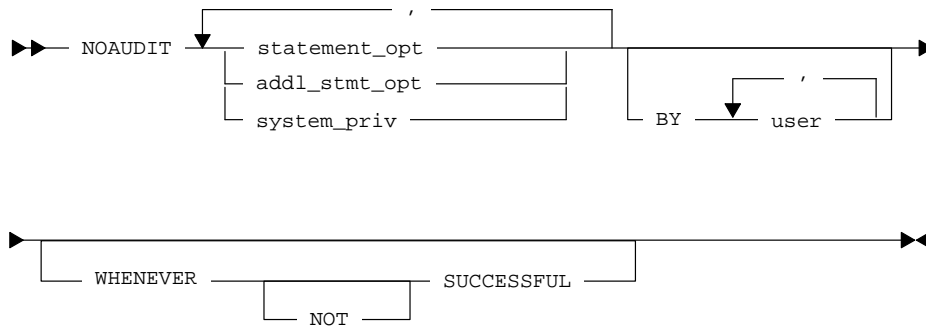 ,
NOAUDIT statement_opt
addl_stmt_opt ,
system_priv BY user
WHENEVER SUCCESSFUL
NOT